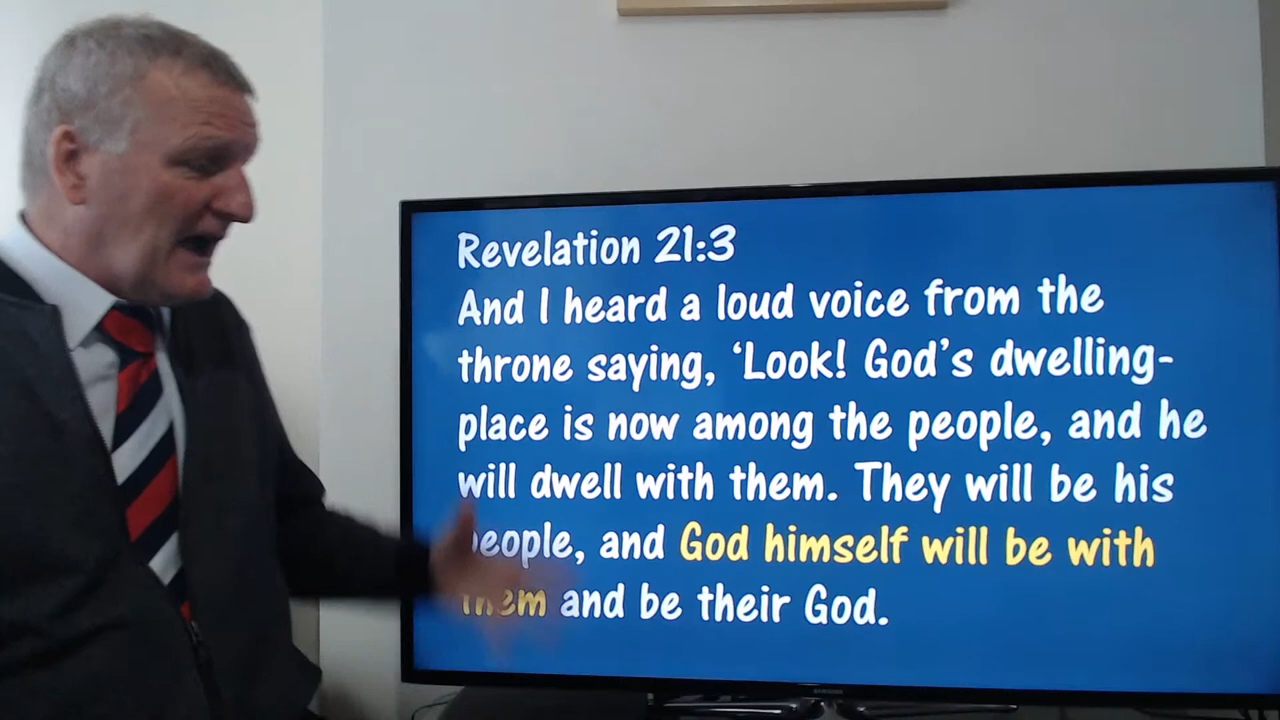 Revelation 21:3
And I heard a loud voice from the
throne saying, ‘Look! God’s dwelling-
place is now among the people, and he
will dwell with them. They will be his
people, and God himself will be with
them and be their God.
SAMSUNG